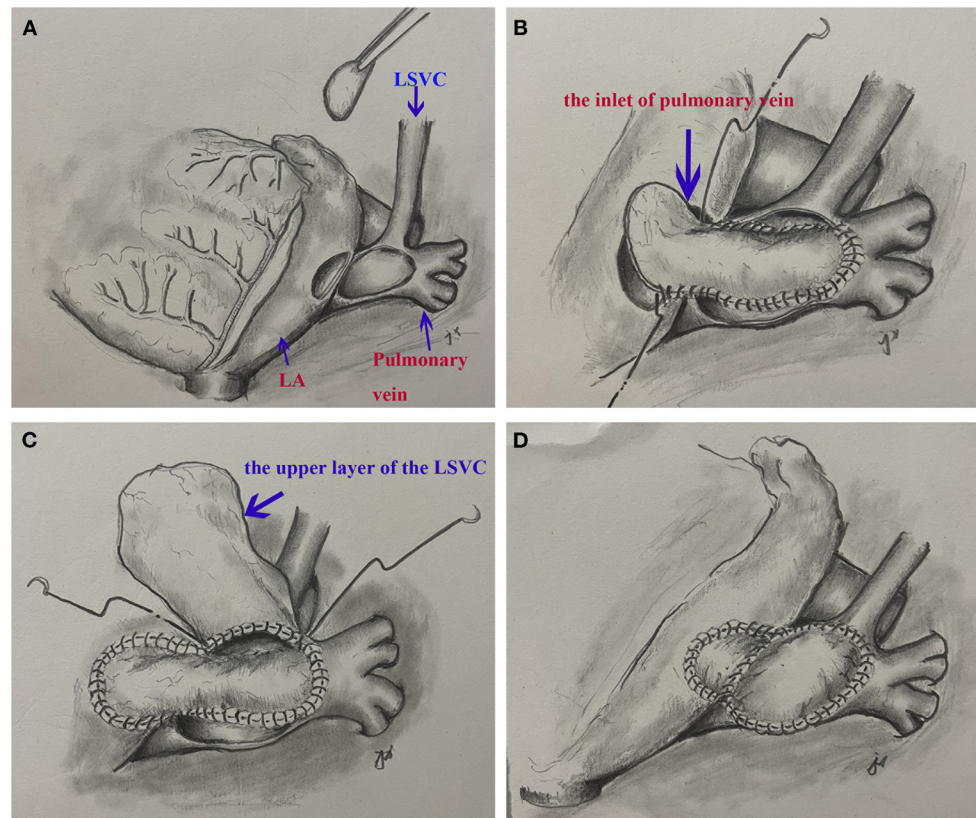 A
LSVC
LA
Pulmonary
vein
B
the inlet of pulmonary vein
C
the upper layer of the LSVC
D